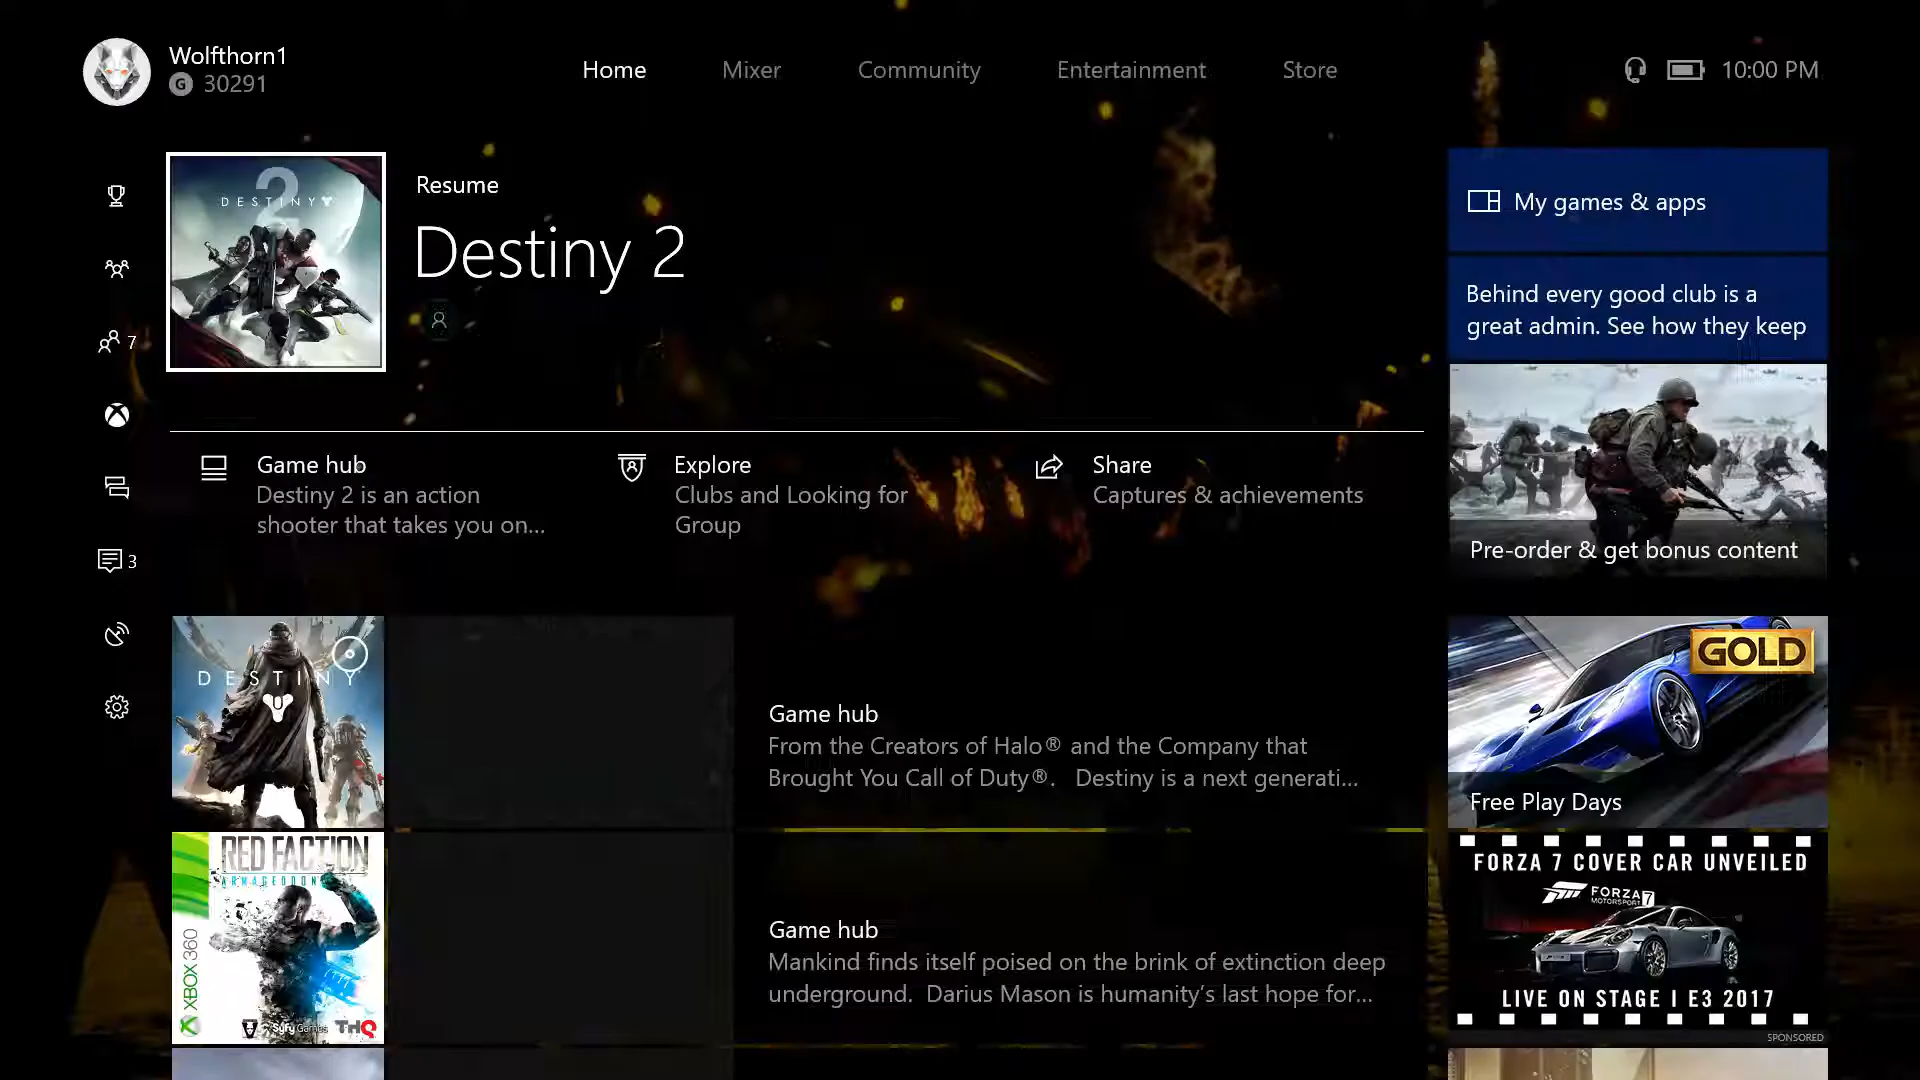 Wolfthorn1
G 30291
Home
Mixer
Community
Entertainment
Store
10:00 PM
2
DESTINY
Resume
Destiny 2
7
3
Game hub
Destiny 2 is an action
shooter that takes you on...
Explore
Clubs and Looking for
Group
Share
Captures & achievements
My games & apps
Behind every good club is a
great admin. See how they keep
Pre-order & get bonus content
DESTINY
Game hub
From the Creators of Halo® and the Company that
Brought You Call of Duty®. Destiny is a next generati...
GOLD
Free Play Days
RED FACTION
ARMAGEDDON
XBOX 360
Syfy Games
THQ
Game hub
Mankind finds itself poised on the brink of extinction deep
underground. Darius Mason is humanity's last hope for...
FORZA 7 COVER CAR UNVEILED
FORZA
MOTORSPORT 7
LIVE ON STAGE | E3 2017
SPONSORED